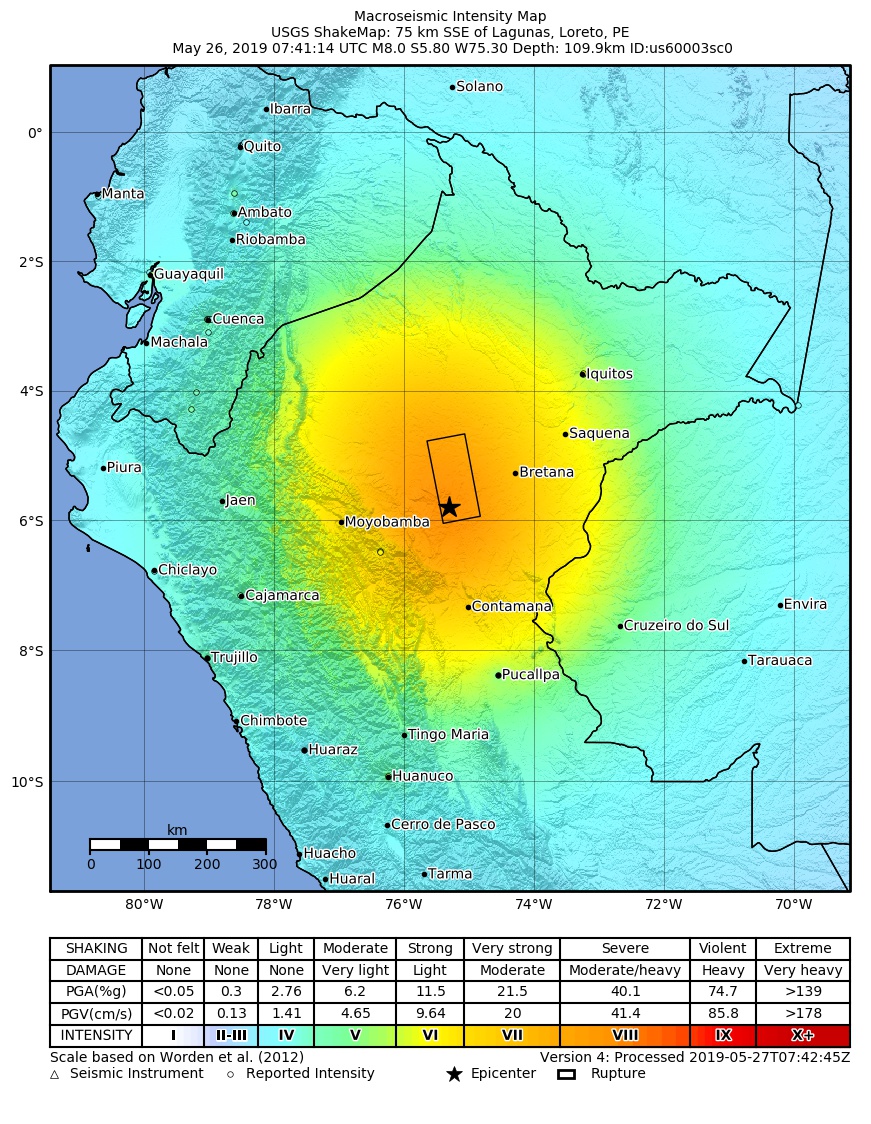 Macroseismic Intensity Map
USGS ShakeMap: 75 km SSE of Lagunas, Loreto, PE
May 26, 2019 07:41:14 UTC M8.0 S5.80 W75.30 Depth: 109.9km ID:us60003sc0
Solano
Ibarra
0°
Quito
Manta
Ambato
Riobamba
2°S
Guayaquil
Cuenca
Machala
Iquitos
4°S
Saquena
Piura
Bretana
Jaen
6°S
Moyobamba
Chiclayo
Cajamarca
Contamana
Envira
Cruzeiro do Sul
8°S
Trujillo
Tarauaca
Pucallpa
Chimbote
Tingo Maria
Huaraz
10°S
Huanuco
Cerro de Pasco
km
0 100 200 300
Huacho
Huaral
Tarma
80°W 78°W 76°W 74°W 72°W 70°W
SHAKING Not felt Weak Light Moderate Strong Very strong Severe Violent Extreme
DAMAGE None None None Very light Light Moderate Moderate/heavy Heavy Very heavy
PGA(%g) <0.05 0.3 2.76 6.2 11.5 21.5 40.1 74.7 >139
PGV(cm/s) <0.02 0.13 1.41 4.65 9.64 20 41.4 85.8 >178
INTENSITY I II-III IV V VI VII VIII IX X+
Scale based on Worden et al. (2012) Version 4: Processed 2019-05-27T07:42:45Z
Seismic Instrument Reported Intensity Epicenter Rupture